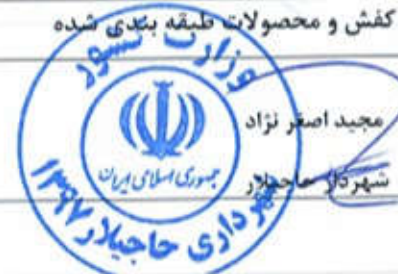 کفش و محصولات طبقه بندی شده
وزارت کشور
جمهوری اسلامی ایران
شهرداری حاجیلار ۱۳۹۷
مجید اصغر نژاد
شهردار حاجیلار